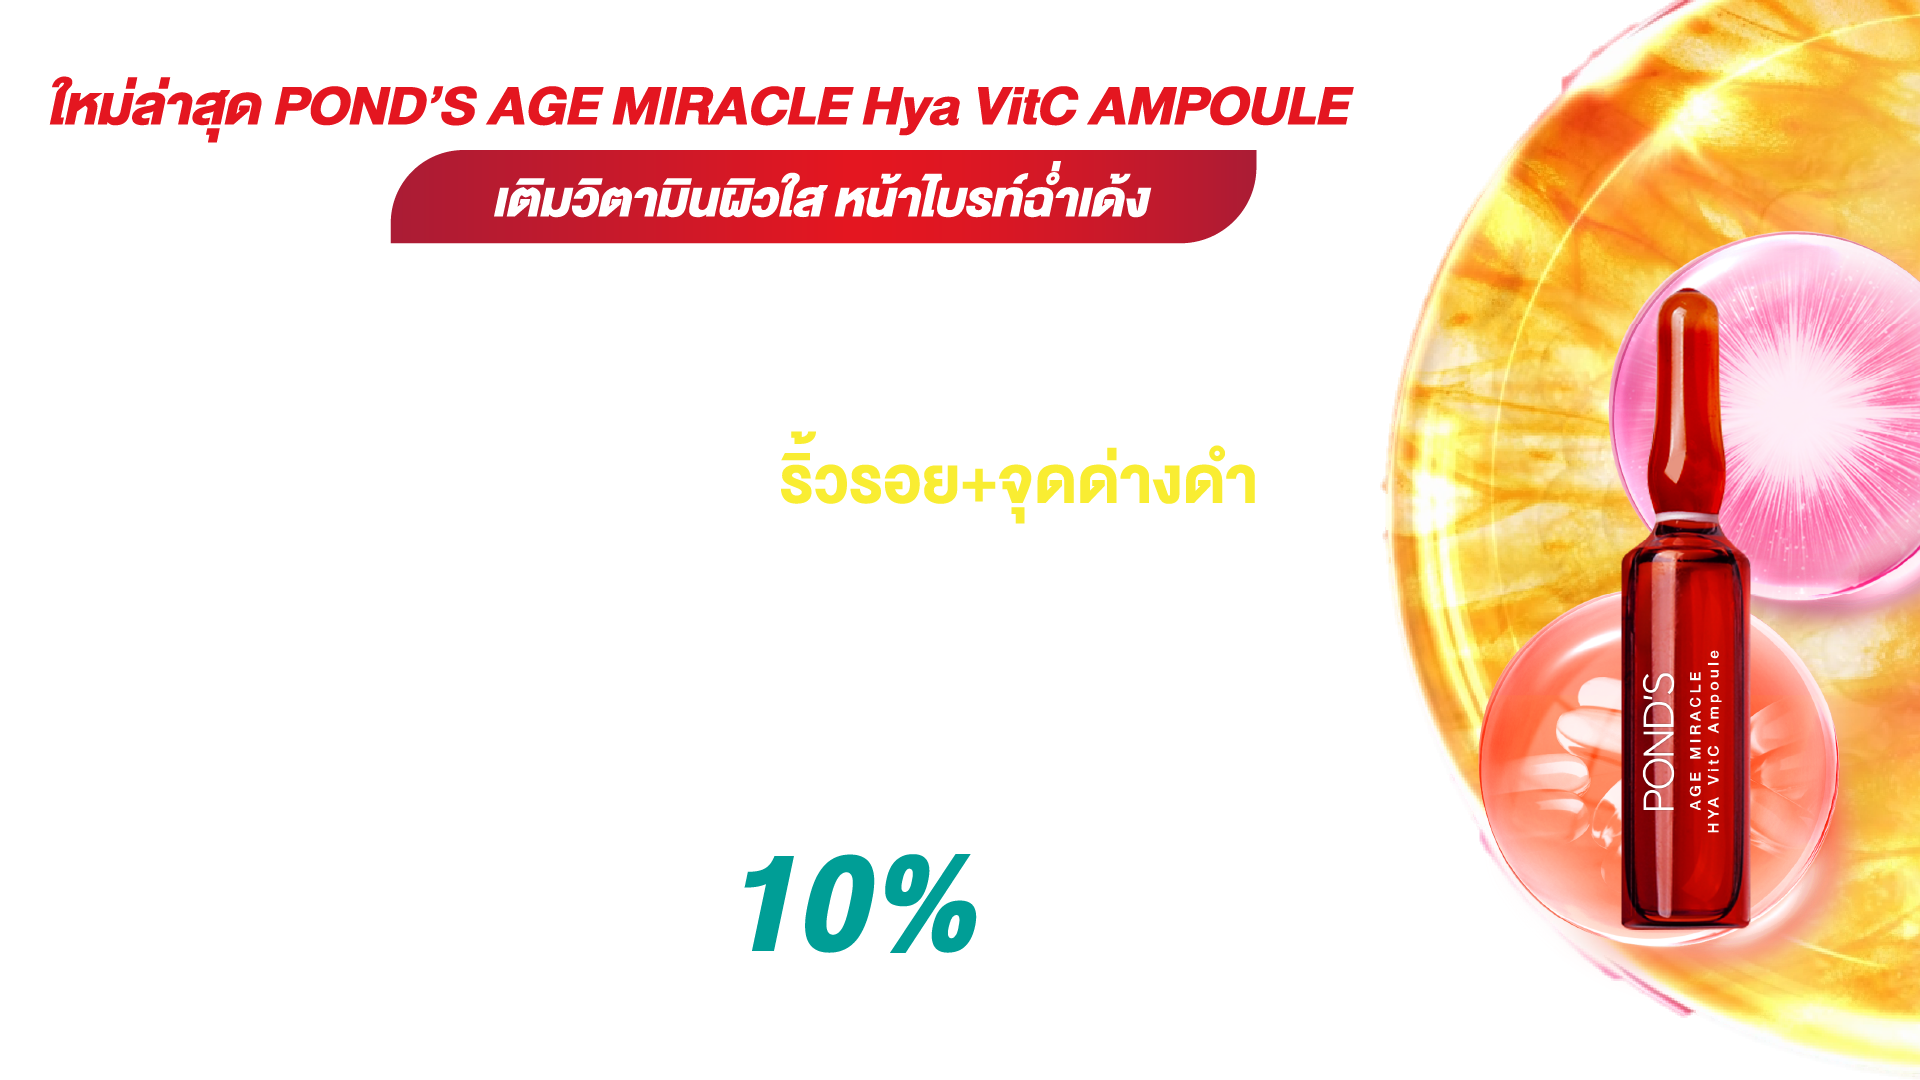 ใหม่ล่าสุด POND'S AGE MIRACLE Hya VitC AMPOULE
เติมวิตามินผิวใส หน้าไบรท์ฉ่ำเด้ง
ริ้วรอย+จุดด่างดำ
10%
POND'S
AGE MIRACLE
HYA VitC Ampoule